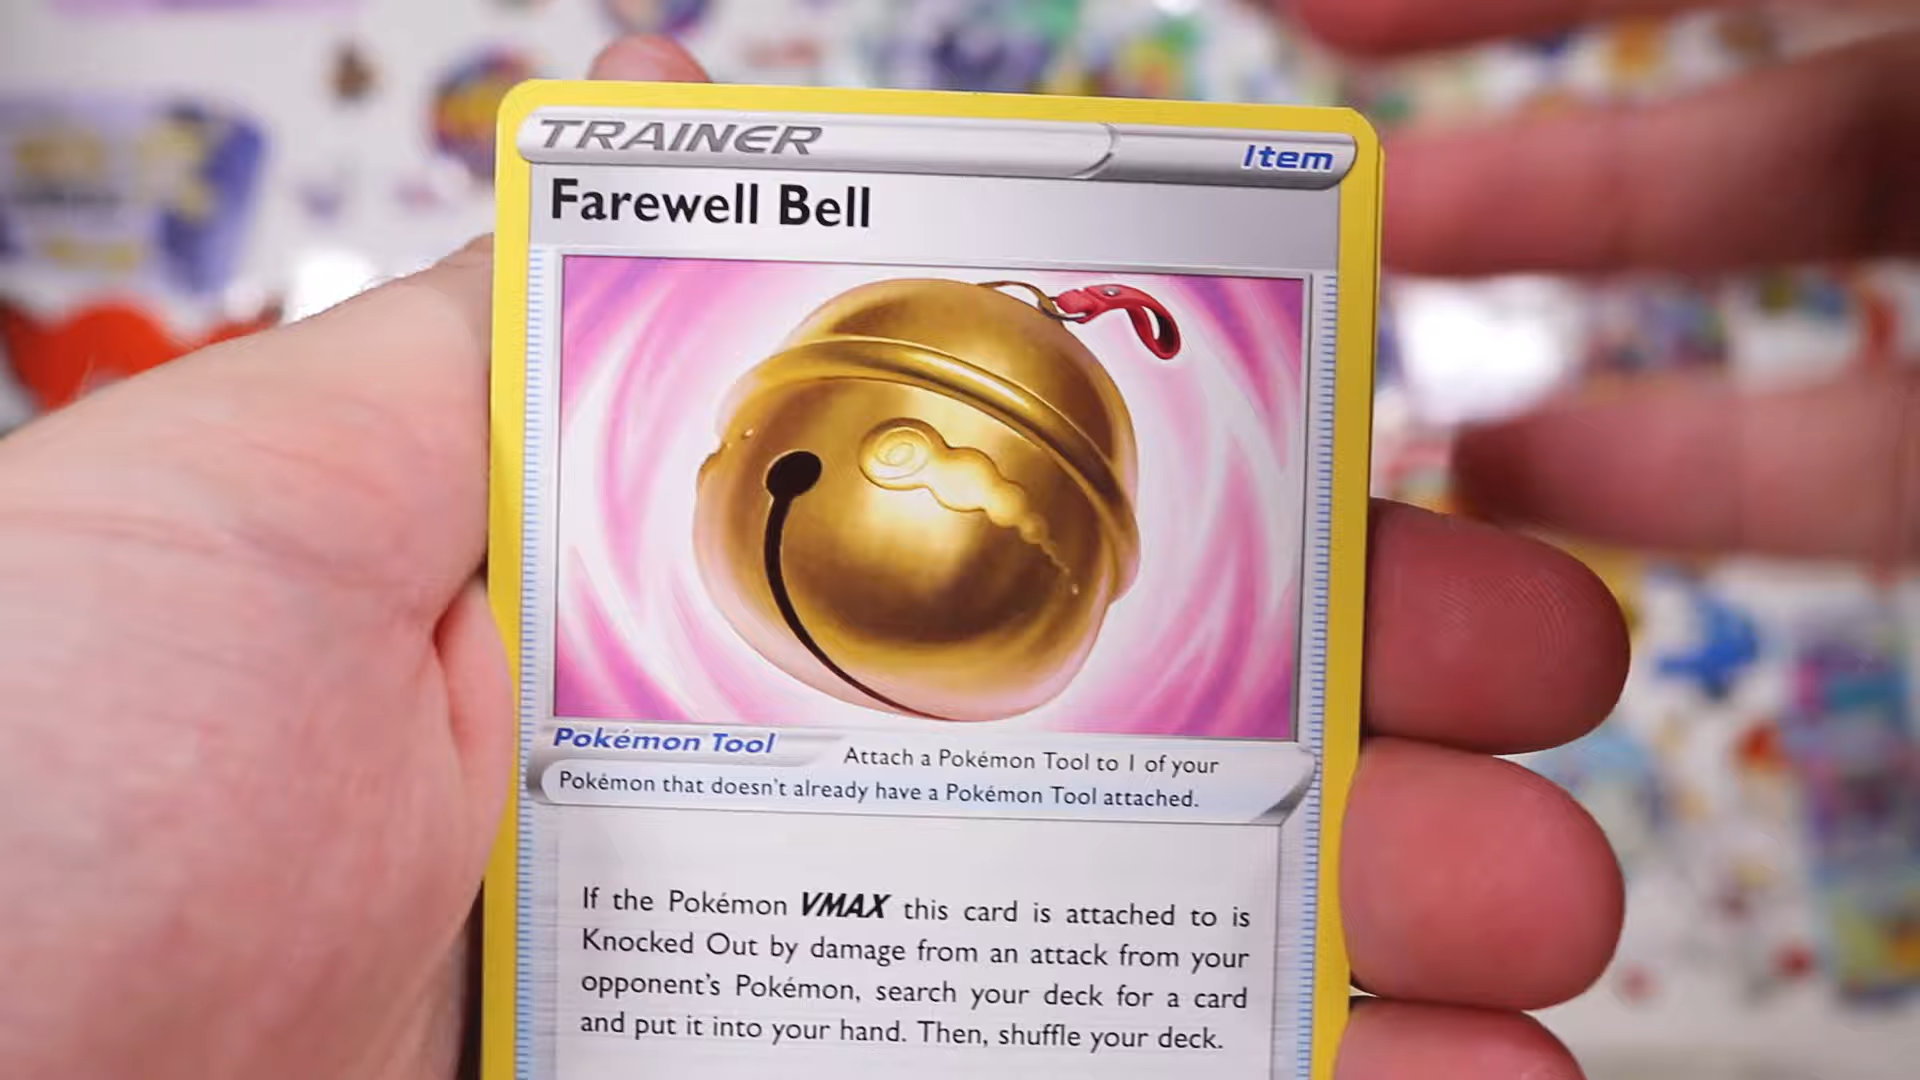 TRAINER
Item
Farewell Bell
Pokémon Tool
Attach a Pokémon Tool to 1 of your
Pokémon that doesn't already have a Pokémon Tool attached.
If the Pokémon VMAX this card is attached to is
Knocked Out by damage from an attack from your
opponent's Pokémon, search your deck for a card
and put it into your hand. Then, shuffle your deck.